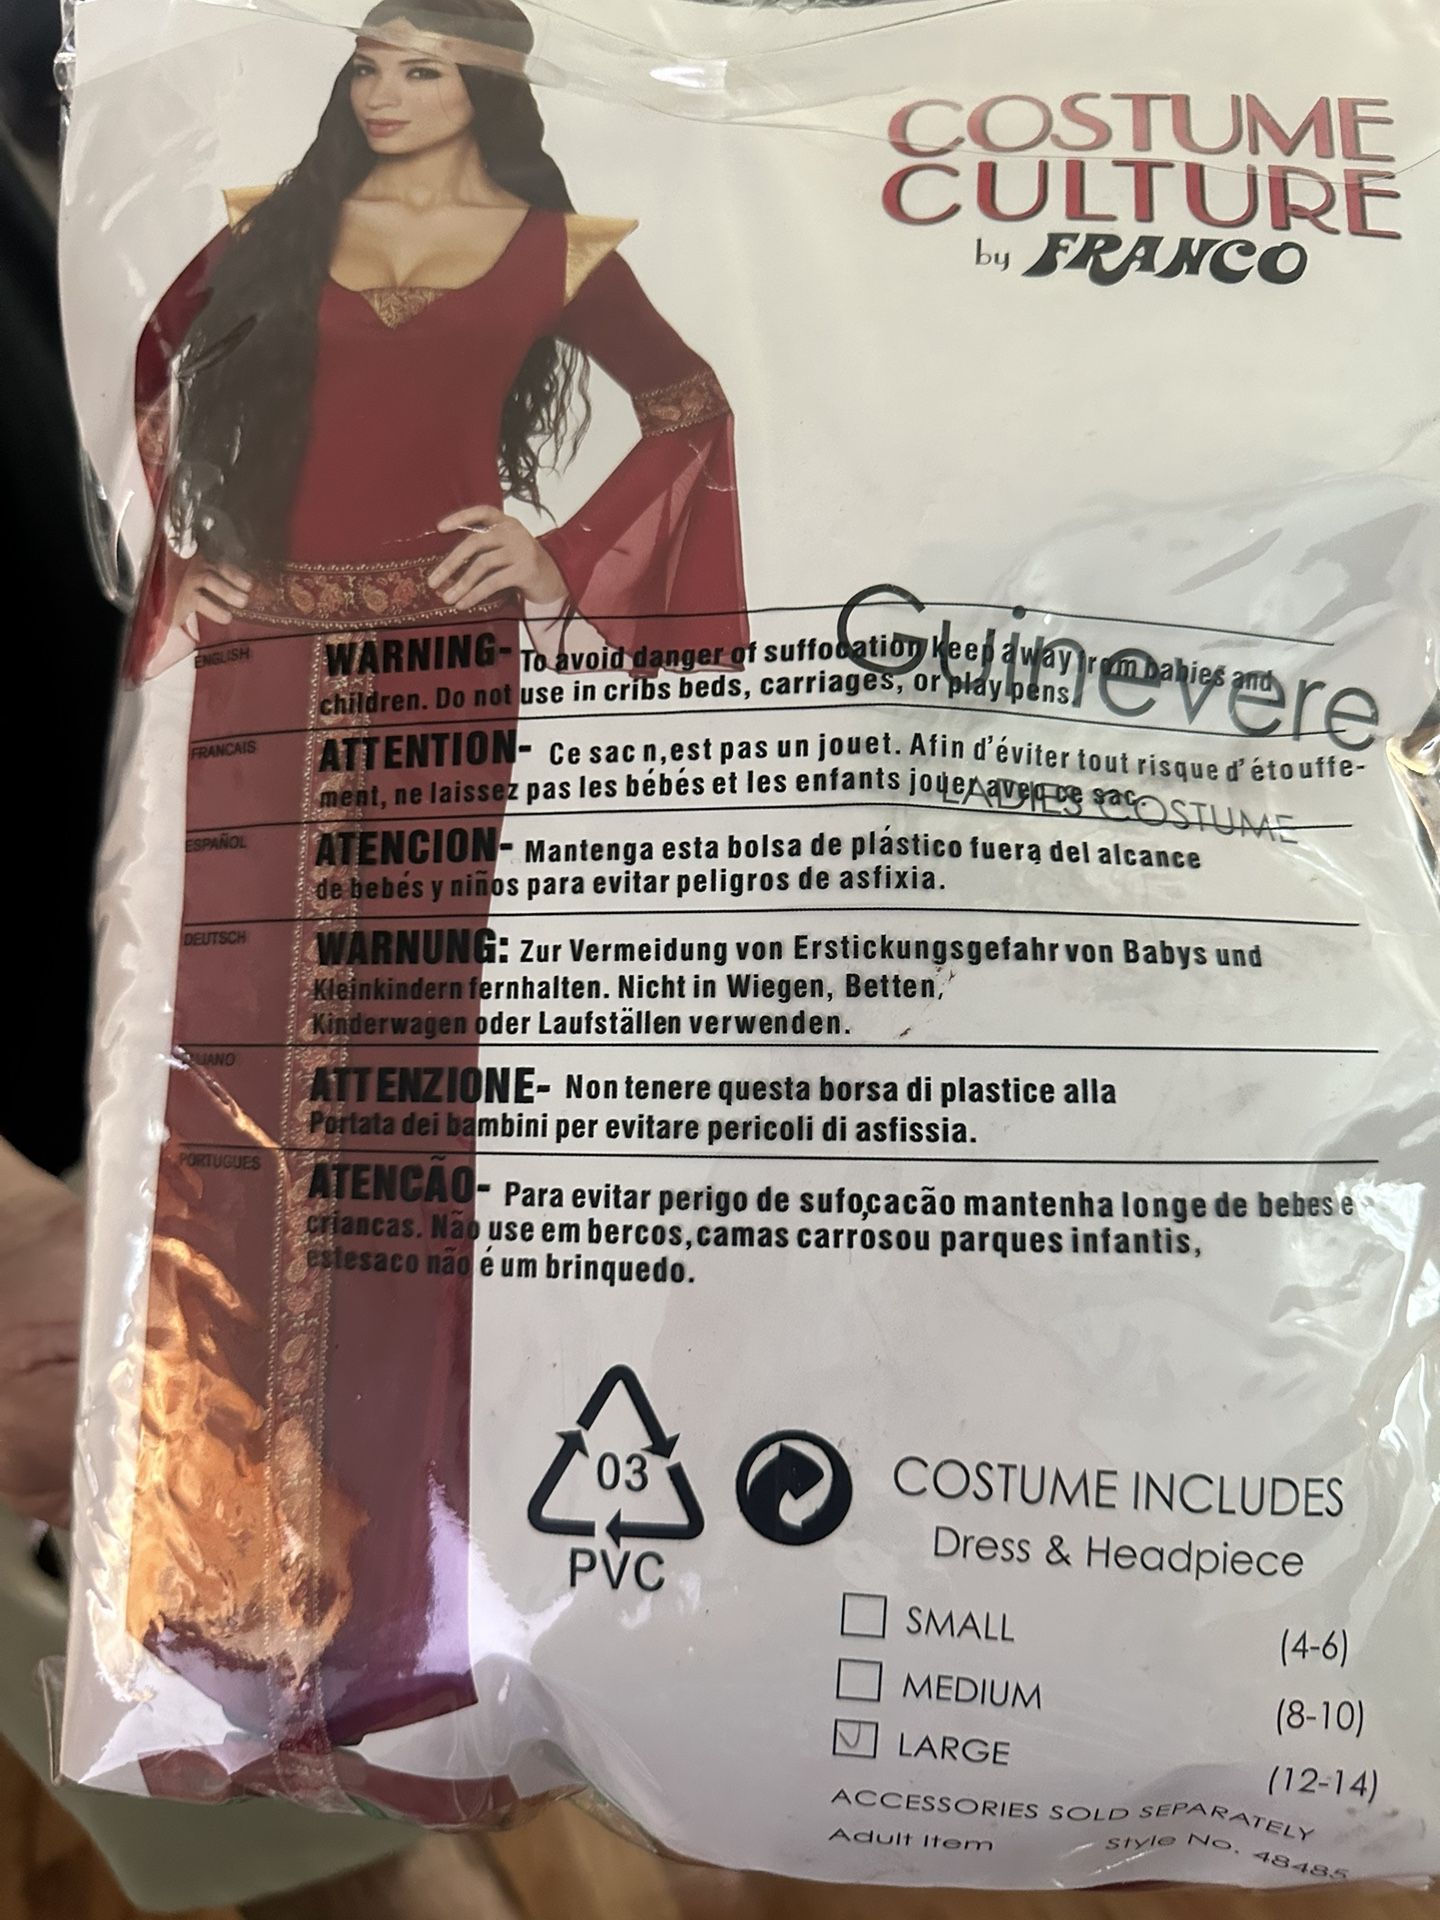 COSTUME
CULTURE
by FRANCO
Guinevere
LADIES COSTUME
ENGLISH
WARNING- To avoid danger of suffocation keep away from babies and
children. Do not use in cribs beds, carriages, or play pens.
FRANCAIS
ATTENTION- Ce sac n,est pas un jouet. Afin d'éviter tout risque d'étouffe-
ment, ne laissez pas les bébés et les enfants jouer avec ce sac.
ESPAÑOL
ATENCION- Mantenga esta bolsa de plástico fuera del alcance
de bebés y niños para evitar peligros de asfixia.
DEUTSCH
WARNUNG: Zur Vermeidung von Erstickungsgefahr von Babys und
Kleinkindern fernhalten. Nicht in Wiegen, Betten,
Kinderwagen oder Laufställen verwenden.
ATTENZIONE- Non tenere questa borsa di plastice alla
Portata dei bambini per evitare pericoli di asfissia.
PORTUGUES
ATENCÃO- Para evitar perigo de sufoçacão mantenha longe de bebes e
criancas. Não use em bercos, camas carrosou parques infantis,
estesaco não é um brinquedo.
03
PVC
COSTUME INCLUDES
Dress & Headpiece
SMALL (4-6)
MEDIUM (8-10)
LARGE (12-14)
ACCESSORIES SOLD SEPARATELY
Adult Item Style No. 48485